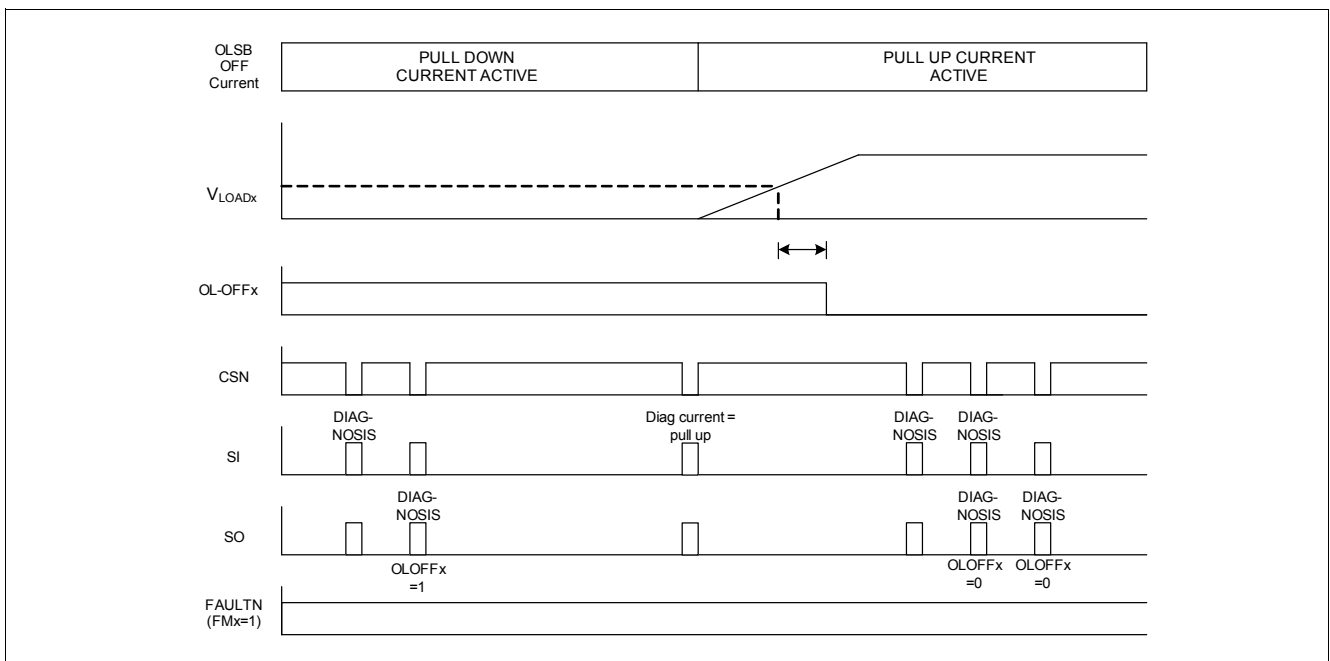 OLSB
OFF
Current
PULL DOWN
CURRENT ACTIVE
PULL UP CURRENT
ACTIVE
VLOADx
OL-OFFx
CSN
DIAG-
NOSIS
Diag current =
pull up
DIAG-
NOSIS
DIAG-
NOSIS
SI
DIAG-
NOSIS
DIAG-
NOSIS
DIAG-
NOSIS
SO
OLOFFx
=1
OLOFFx
=0
OLOFFx
=0
FAULTN
(FMx=1)